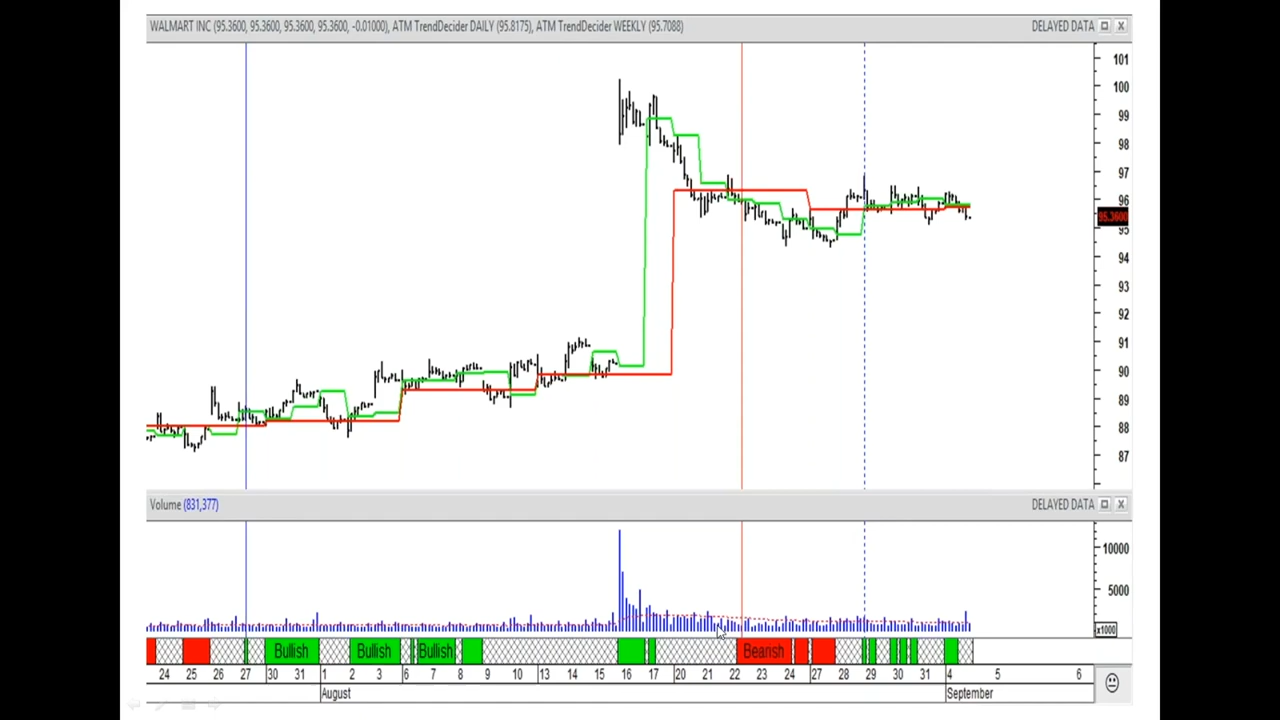 WALMART INC (95.3600, 95.3600, 95.3600, 95.3600, -0.01000), ATM TrendDecider DAILY (95.8175), ATM TrendDecider WEEKLY (95.7088)
DELAYED DATA
101
100
99
98
97
96
95.3600
95
94
93
92
91
90
89
88
87
Volume (831,377)
DELAYED DATA
10000
5000
x1000
Bullish Bullish Bullish Bearish
24 25 26 27 30 31 1 2 3 6 7 8 9 10 13 14 15 16 17 20 21 22 23 24 27 28 29 30 31 4 5 6
August September